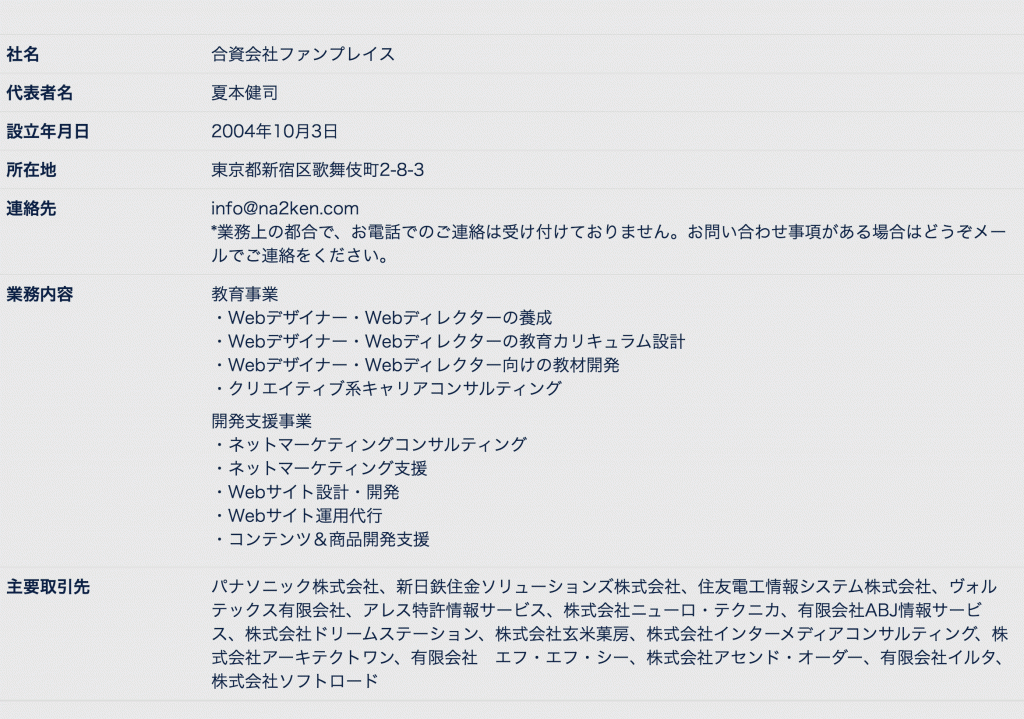 社名 合資会社ファンプレイス
代表者名 夏本健司
設立年月日 2004年10月3日
所在地 東京都新宿区歌舞伎町2-8-3
連絡先 info@na2ken.com
*業務上の都合で、お電話でのご連絡は受け付けておりません。お問い合わせ事項がある場合はどうぞメー
ルでご連絡をください。
業務内容 教育事業
・Webデザイナー・Webディレクターの養成
・Webデザイナー・Webディレクターの教育カリキュラム設計
・Webデザイナー・Webディレクター向けの教材開発
・クリエイティブ系キャリアコンサルティング
開発支援事業
・ネットマーケティングコンサルティング
・ネットマーケティング支援
・Webサイト設計・開発
・Webサイト運用代行
・コンテンツ＆商品開発支援
主要取引先 パナソニック株式会社、新日鉄住金ソリューションズ株式会社、住友電工情報システム株式会社、ヴォル
テックス有限会社、アレス特許情報サービス、株式会社ニューロ・テクニカ、有限会社ABJ情報サービ
ス、株式会社ドリームステーション、株式会社玄米菓房、株式会社インターメディアコンサルティング、株
式会社アーキテクトワン、有限会社　エフ・エフ・シー、株式会社アセンド・オーダー、有限会社イルタ、
株式会社ソフトロード